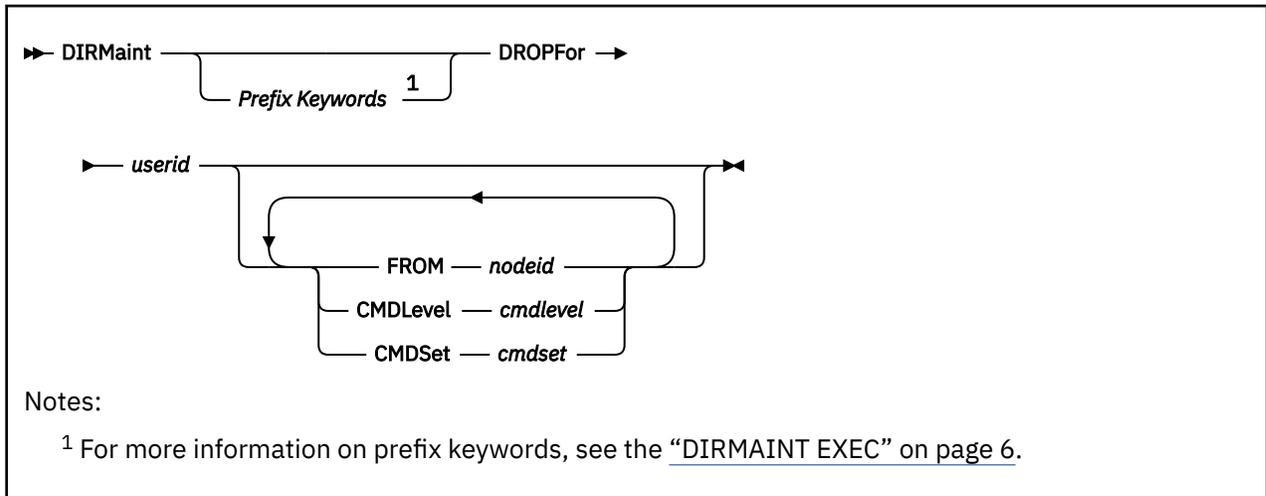 DIRMaint DROPFor
Prefix Keywords 1
userid
FROM nodeid
CMDLevel cmdlevel
CMDSet cmdset
Notes:
1 For more information on prefix keywords, see the “DIRMAINT EXEC” on page 6.